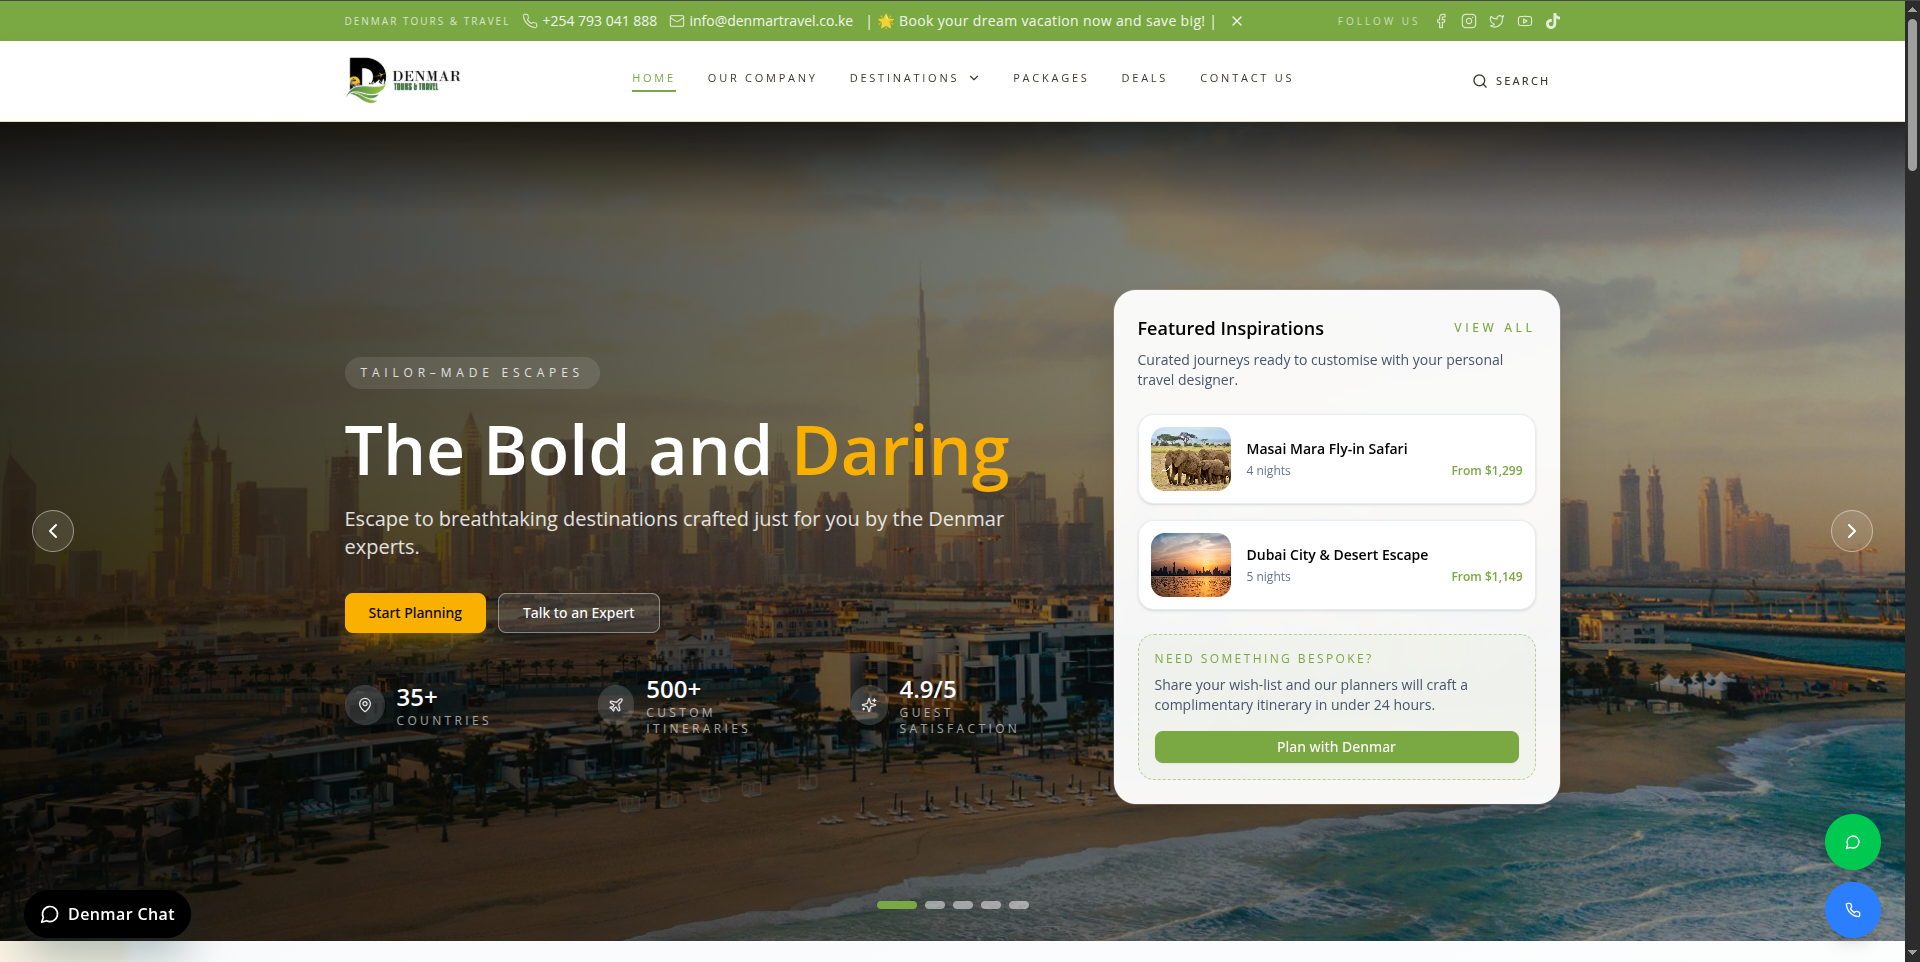 DENMAR TOURS & TRAVEL +254 793 041 888 info@denmartravel.co.ke | 🌟 Book your dream vacation now and save big! | FOLLOW US
DENMAR
TOURS & TRAVEL
HOME OUR COMPANY DESTINATIONS PACKAGES DEALS CONTACT US SEARCH
TAILOR-MADE ESCAPES
The Bold and Daring
Escape to breathtaking destinations crafted just for you by the Denmar
experts.
Start Planning Talk to an Expert
35+
COUNTRIES
500+
CUSTOM
ITINERARIES
4.9/5
GUEST
SATISFACTION
Featured Inspirations VIEW ALL
Curated journeys ready to customise with your personal
travel designer.
Masai Mara Fly-in Safari
4 nights From $1,299
Dubai City & Desert Escape
5 nights From $1,149
NEED SOMETHING BESPOKE?
Share your wish-list and our planners will craft a
complimentary itinerary in under 24 hours.
Plan with Denmar
Denmar Chat